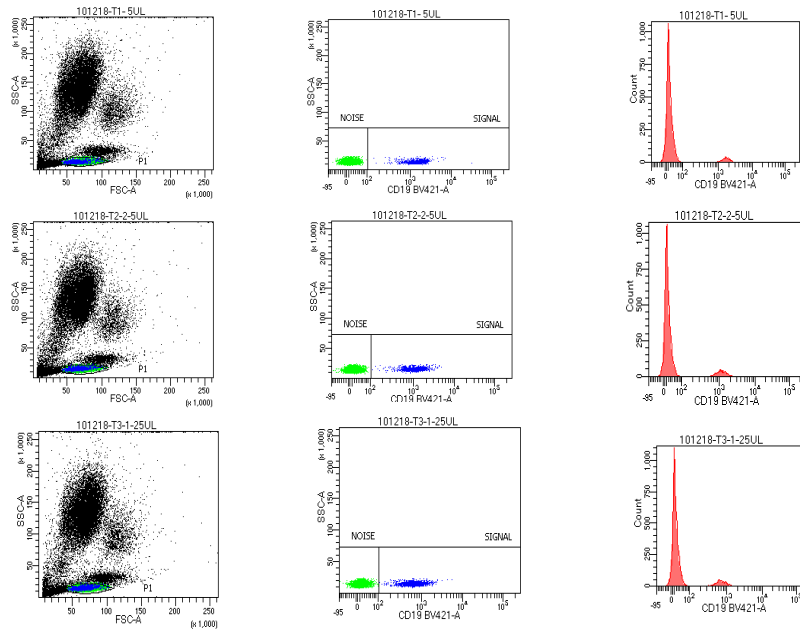 101218-T1- 5UL
(x 1,000)
SSC-A
50 100 150 200 250
P1
50 100 150 200 250
FSC-A
(x 1,000)
101218-T1- 5UL
(x 1,000)
SSC-A
50 100 150 200 250
NOISE SIGNAL
-95 0 10² 10³ 10⁴ 10⁵
CD19 BV421-A
101218-T1- 5UL
Count
0 250 500 750 1,000
-95 0 10² 10³ 10⁴ 10⁵
CD19 BV421-A
101218-T2-2-5UL
(x 1,000)
SSC-A
50 100 150 200 250
P1
50 100 150 200 250
FSC-A
(x 1,000)
101218-T2-2-5UL
(x 1,000)
SSC-A
50 100 150 200 250
NOISE SIGNAL
-95 0 10² 10³ 10⁴ 10⁵
CD19 BV421-A
101218-T2-2-5UL
Count
0 250 500 750 1,000
-95 0 10² 10³ 10⁴ 10⁵
CD19 BV421-A
101218-T3-1-25UL
(x 1,000)
SSC-A
50 100 150 200 250
P1
50 100 150 200 250
FSC-A
(x 1,000)
101218-T3-1-25UL
(x 1,000)
SSC-A
50 100 150 200 250
NOISE SIGNAL
-95 0 10² 10³ 10⁴ 10⁵
CD19 BV421-A
101218-T3-1-25UL
Count
0 250 500 750 1,000
-95 0 10² 10³ 10⁴ 10⁵
CD19 BV421-A